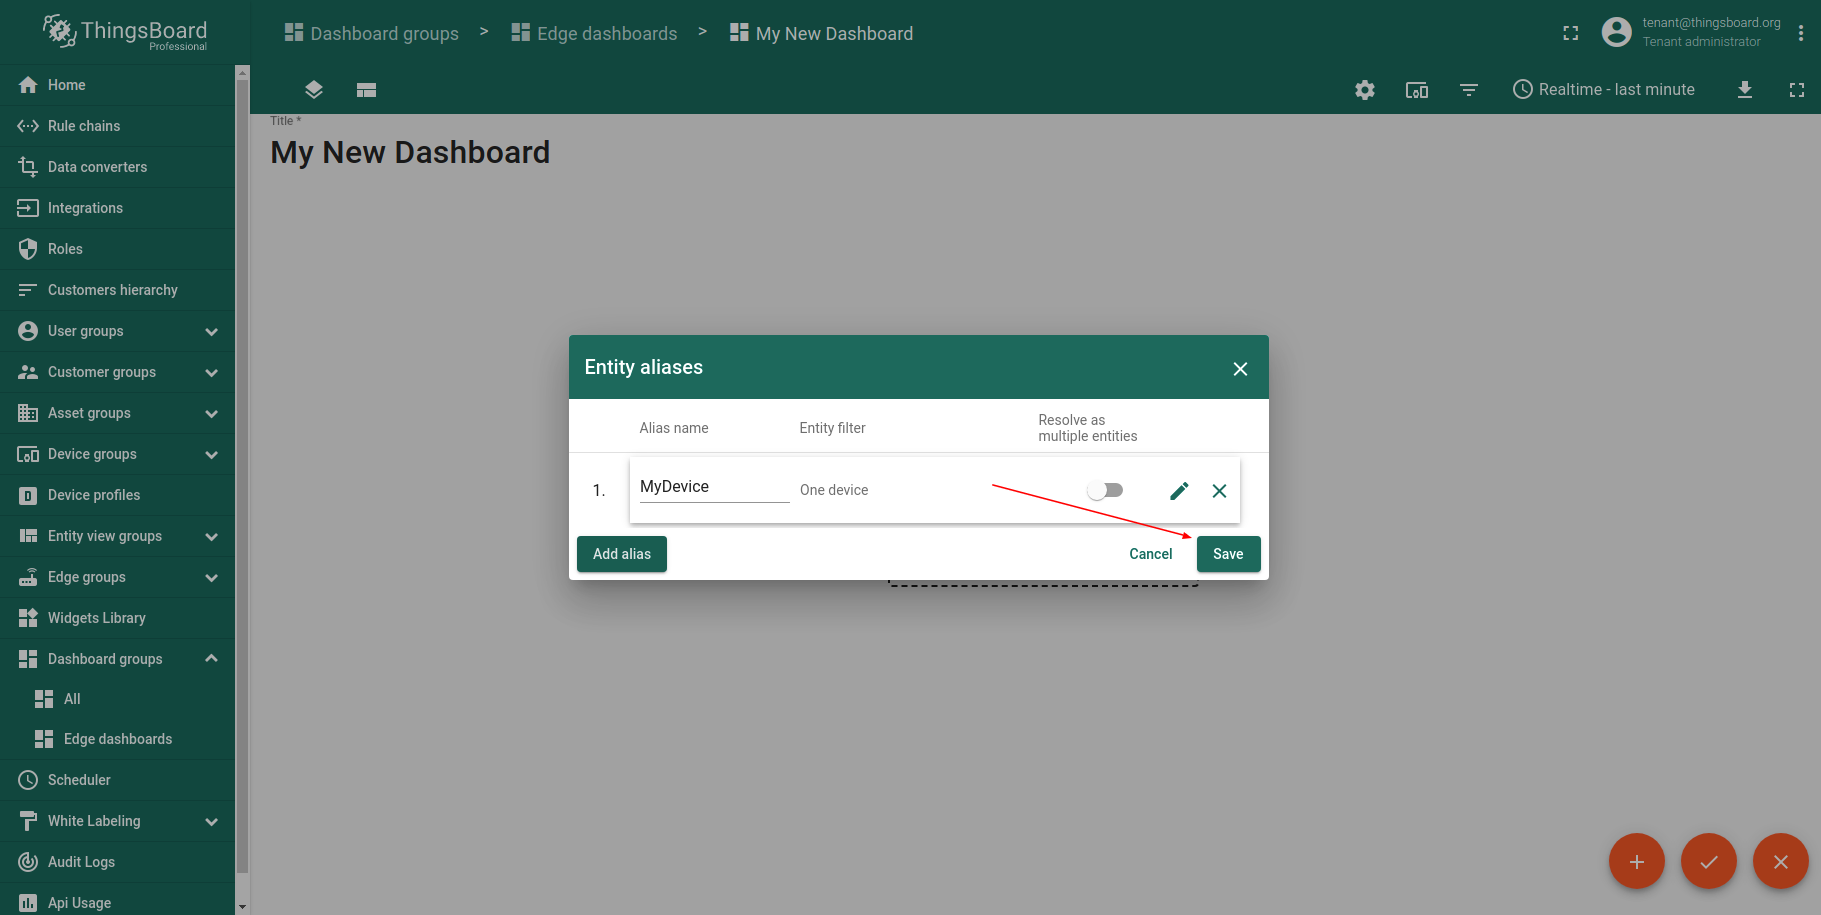 ThingsBoard
Professional
Dashboard groups > Edge dashboards > My New Dashboard
tenant@thingsboard.org
Tenant administrator
Realtime - last minute
Home
Rule chains
Data converters
Integrations
Roles
Customers hierarchy
User groups
Customer groups
Asset groups
Device groups
Device profiles
Entity view groups
Edge groups
Widgets Library
Dashboard groups
All
Edge dashboards
Scheduler
White Labeling
Audit Logs
Api Usage
Title *
My New Dashboard
Entity aliases
Alias name
Entity filter
Resolve as
multiple entities
1.
MyDevice
One device
Add alias
Cancel
Save